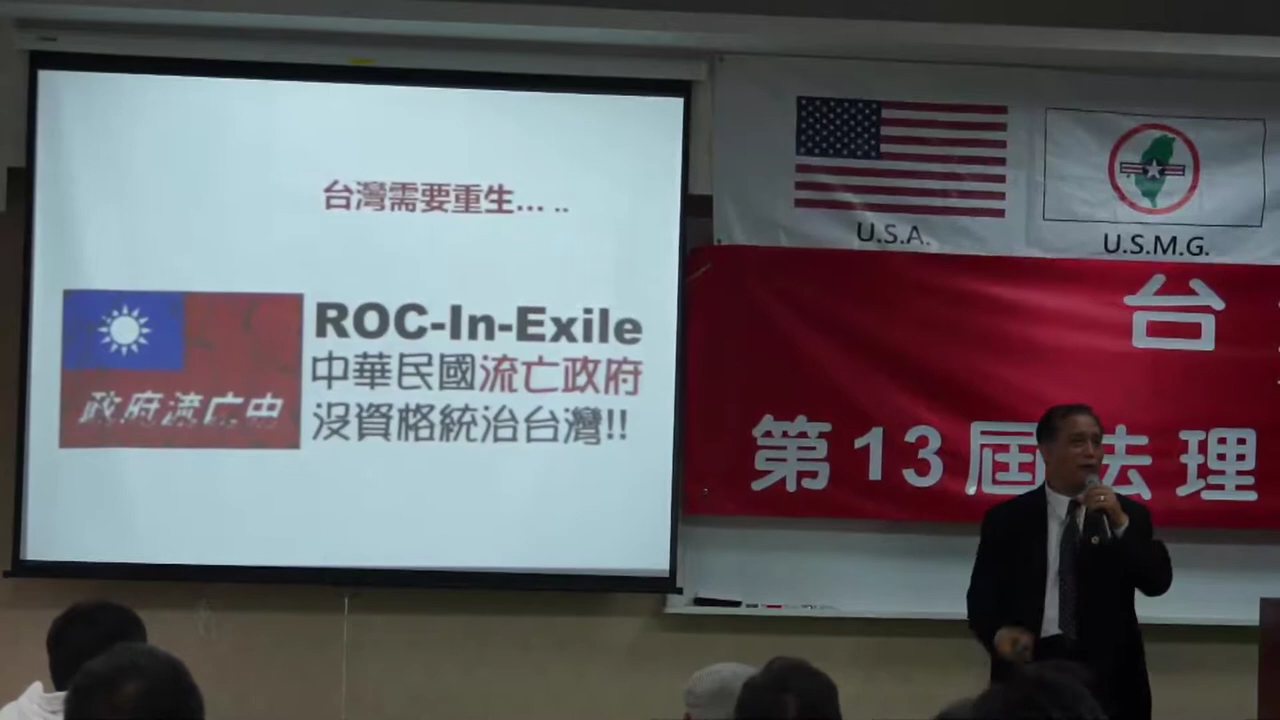 台灣需要重生... ..
ROC-In-Exile
中華民國流亡政府
沒資格統治台灣!!
政府流亡中
U.S.A.
U.S.M.G.
台
第13屆法理